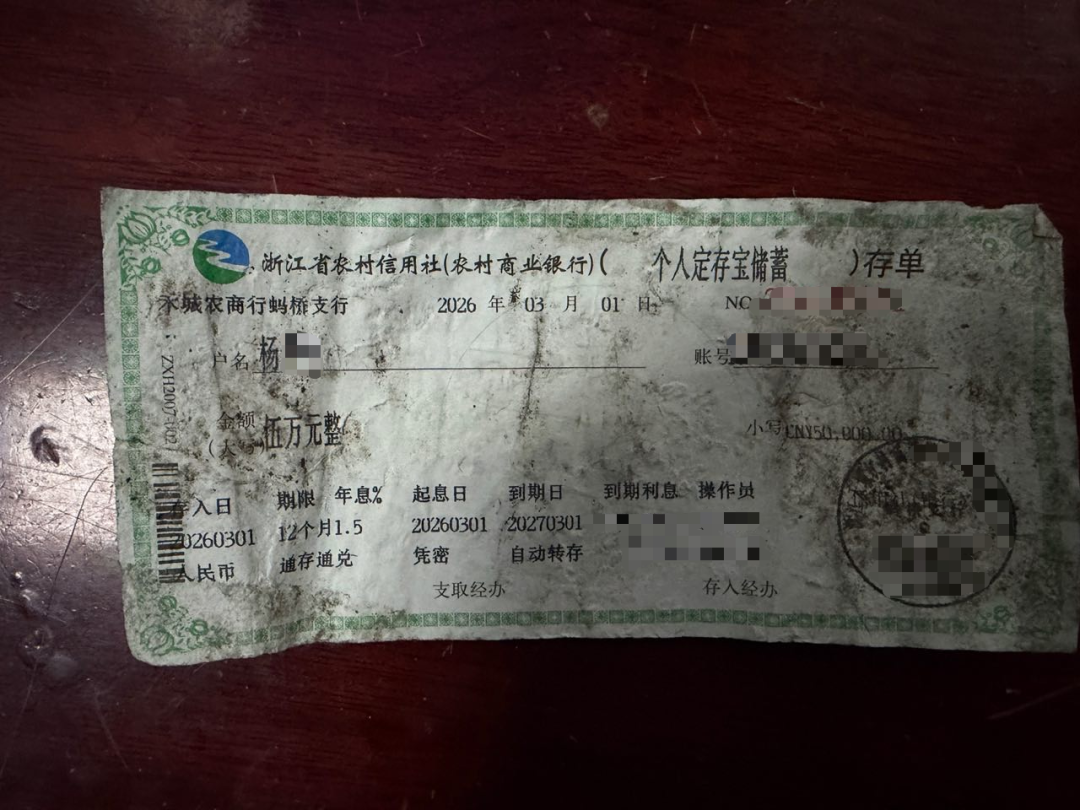 浙江省农村信用社(农村商业银行)( 个人定存宝储蓄 )存单
禾城农商行蚂桥支行 2026 年 03 月 01 日 NO
户名 杨 账号
金额
(大写) 伍万元整 小写 CNY50,000.00
存入日 期限 年息% 起息日 到期日 到期利息 操作员
20260301 12个月 1.5 20260301 20270301
人民币 通存通兑 凭密 自动转存
支取经办 存入经办